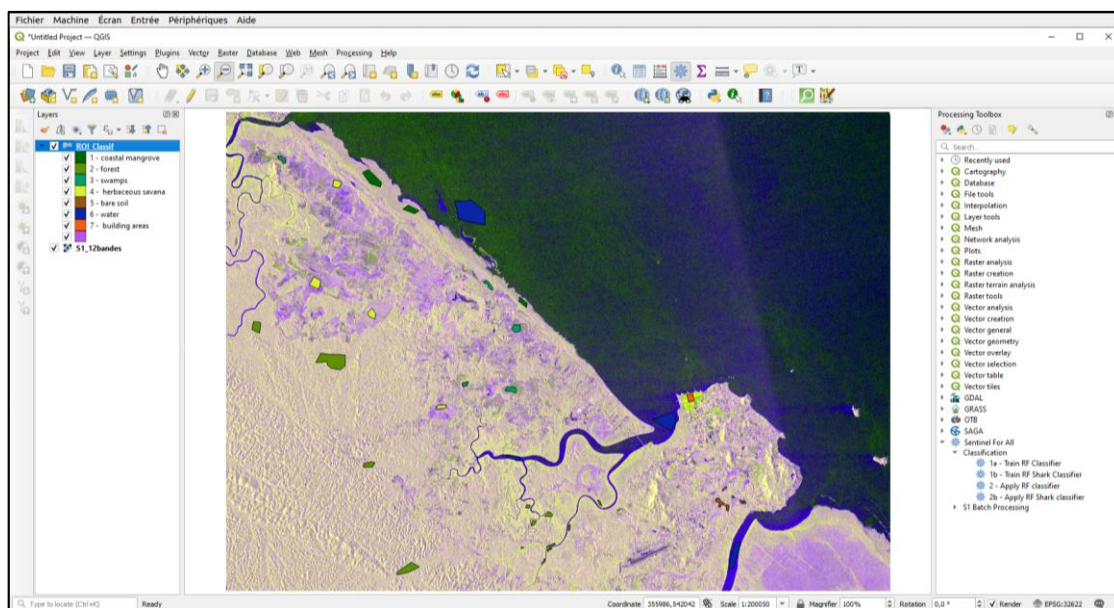 Fichier Machine Écran Entrée Périphériques Aide
*Untitled Project — QGIS
Project Edit View Layer Settings Plugins Vector Raster Database Web Mesh Processing Help
Layers
ROI_Classif
1 - coastal mangrove
2 - forest
3 - swamps
4 - herbaceous savana
5 - bare soil
6 - water
7 - building areas
S1_12bandes
Processing Toolbox
Search...
Recently used
Cartography
Database
File tools
Interpolation
Layer tools
Mesh
Network analysis
Plots
Raster analysis
Raster creation
Raster terrain analysis
Raster tools
Vector analysis
Vector creation
Vector general
Vector geometry
Vector overlay
Vector selection
Vector table
Vector tiles
GDAL
GRASS
OTB
SAGA
Sentinel For All
Classification
1a - Train RF Classifier
1b - Train RF Shark Classifier
2 - Apply RF classifier
2b - Apply RF Shark classifier
S1 Batch Processing
Type to locate (Ctrl+K) Ready Coordinate 355986,542042 Scale 1:200050 Magnifier 100% Rotation 0,0 ° Render EPSG:32622